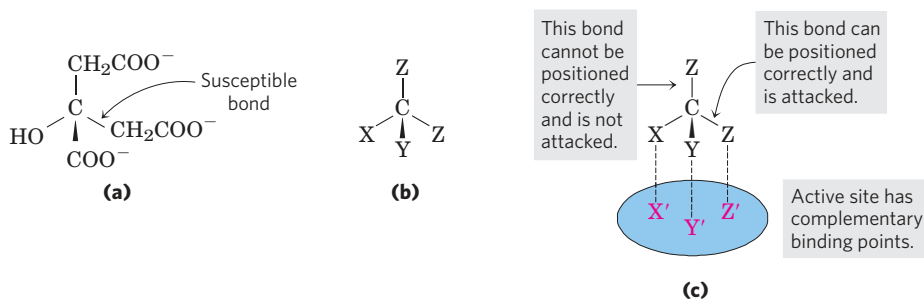 CH₂COO⁻
Susceptible
bond
C
HO
CH₂COO⁻
COO⁻
(a)
Z
C
X
Z
Y
(b)
This bond
cannot be
positioned
correctly
and is not
attacked.
This bond can
be positioned
correctly and
is attacked.
Z
C
X
Z
Y
X′
Z′
Y′
Active site has
complementary
binding points.
(c)